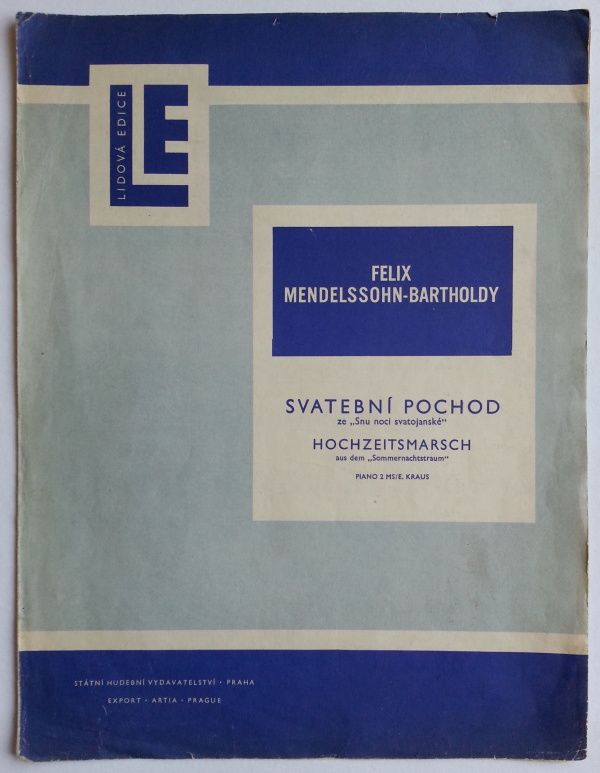 LIDOVÁ EDICE
LE
FELIX
MENDELSSOHN-BARTHOLDY
SVATEBNÍ POCHOD
ze „Snu noci svatojanské"
HOCHZEITSMARSCH
aus dem „Sommernachtstraum"
PIANO 2 MS/E. KRAUS
STÁTNÍ HUDEBNÍ VYDAVATELSTVÍ · PRAHA
EXPORT · ARTIA · PRAGUE